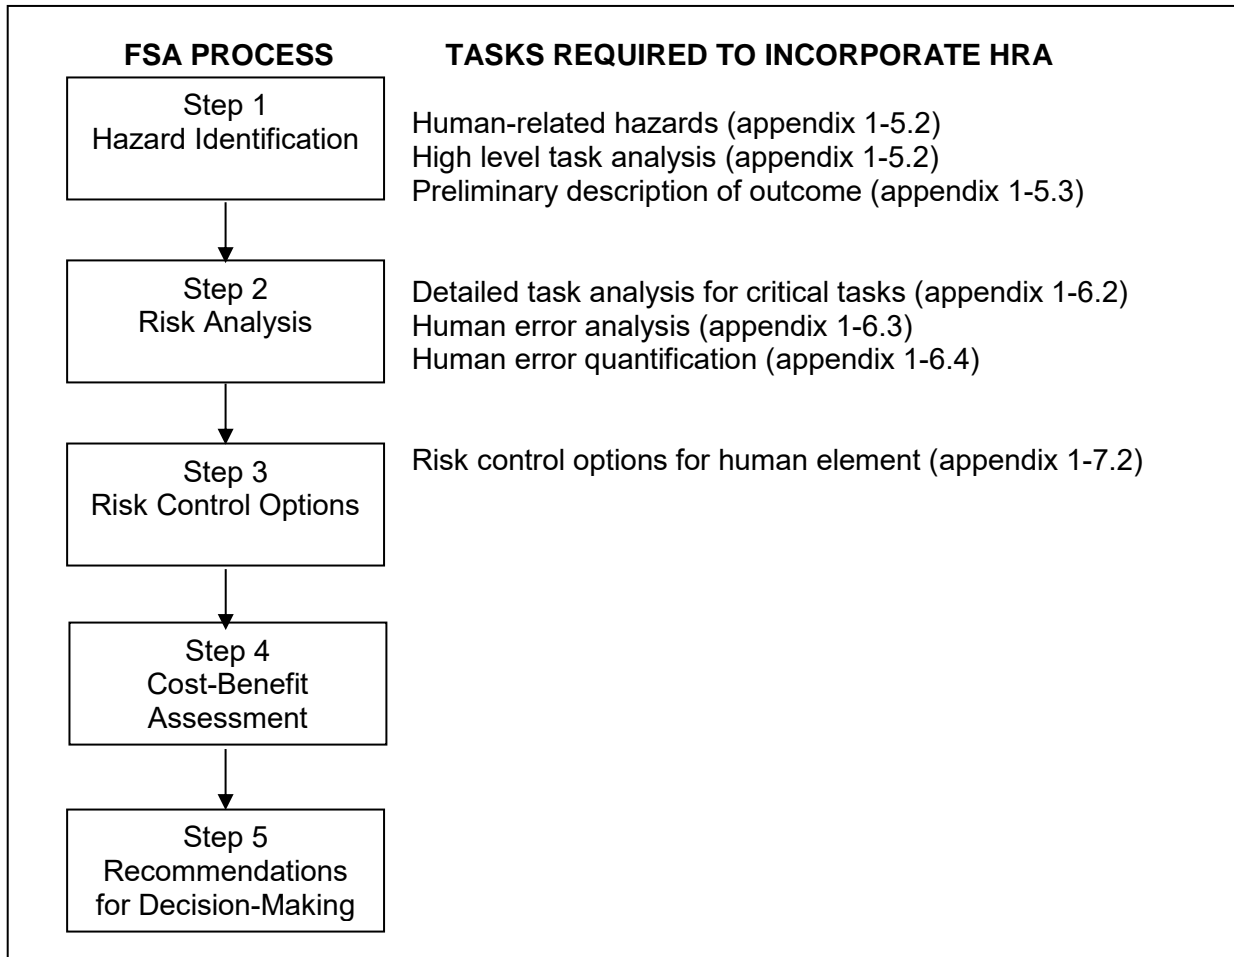 FSA PROCESS
TASKS REQUIRED TO INCORPORATE HRA
Step 1
Hazard Identification
Human-related hazards (appendix 1-5.2)
High level task analysis (appendix 1-5.2)
Preliminary description of outcome (appendix 1-5.3)
Step 2
Risk Analysis
Detailed task analysis for critical tasks (appendix 1-6.2)
Human error analysis (appendix 1-6.3)
Human error quantification (appendix 1-6.4)
Step 3
Risk Control Options
Risk control options for human element (appendix 1-7.2)
Step 4
Cost-Benefit
Assessment
Step 5
Recommendations
for Decision-Making